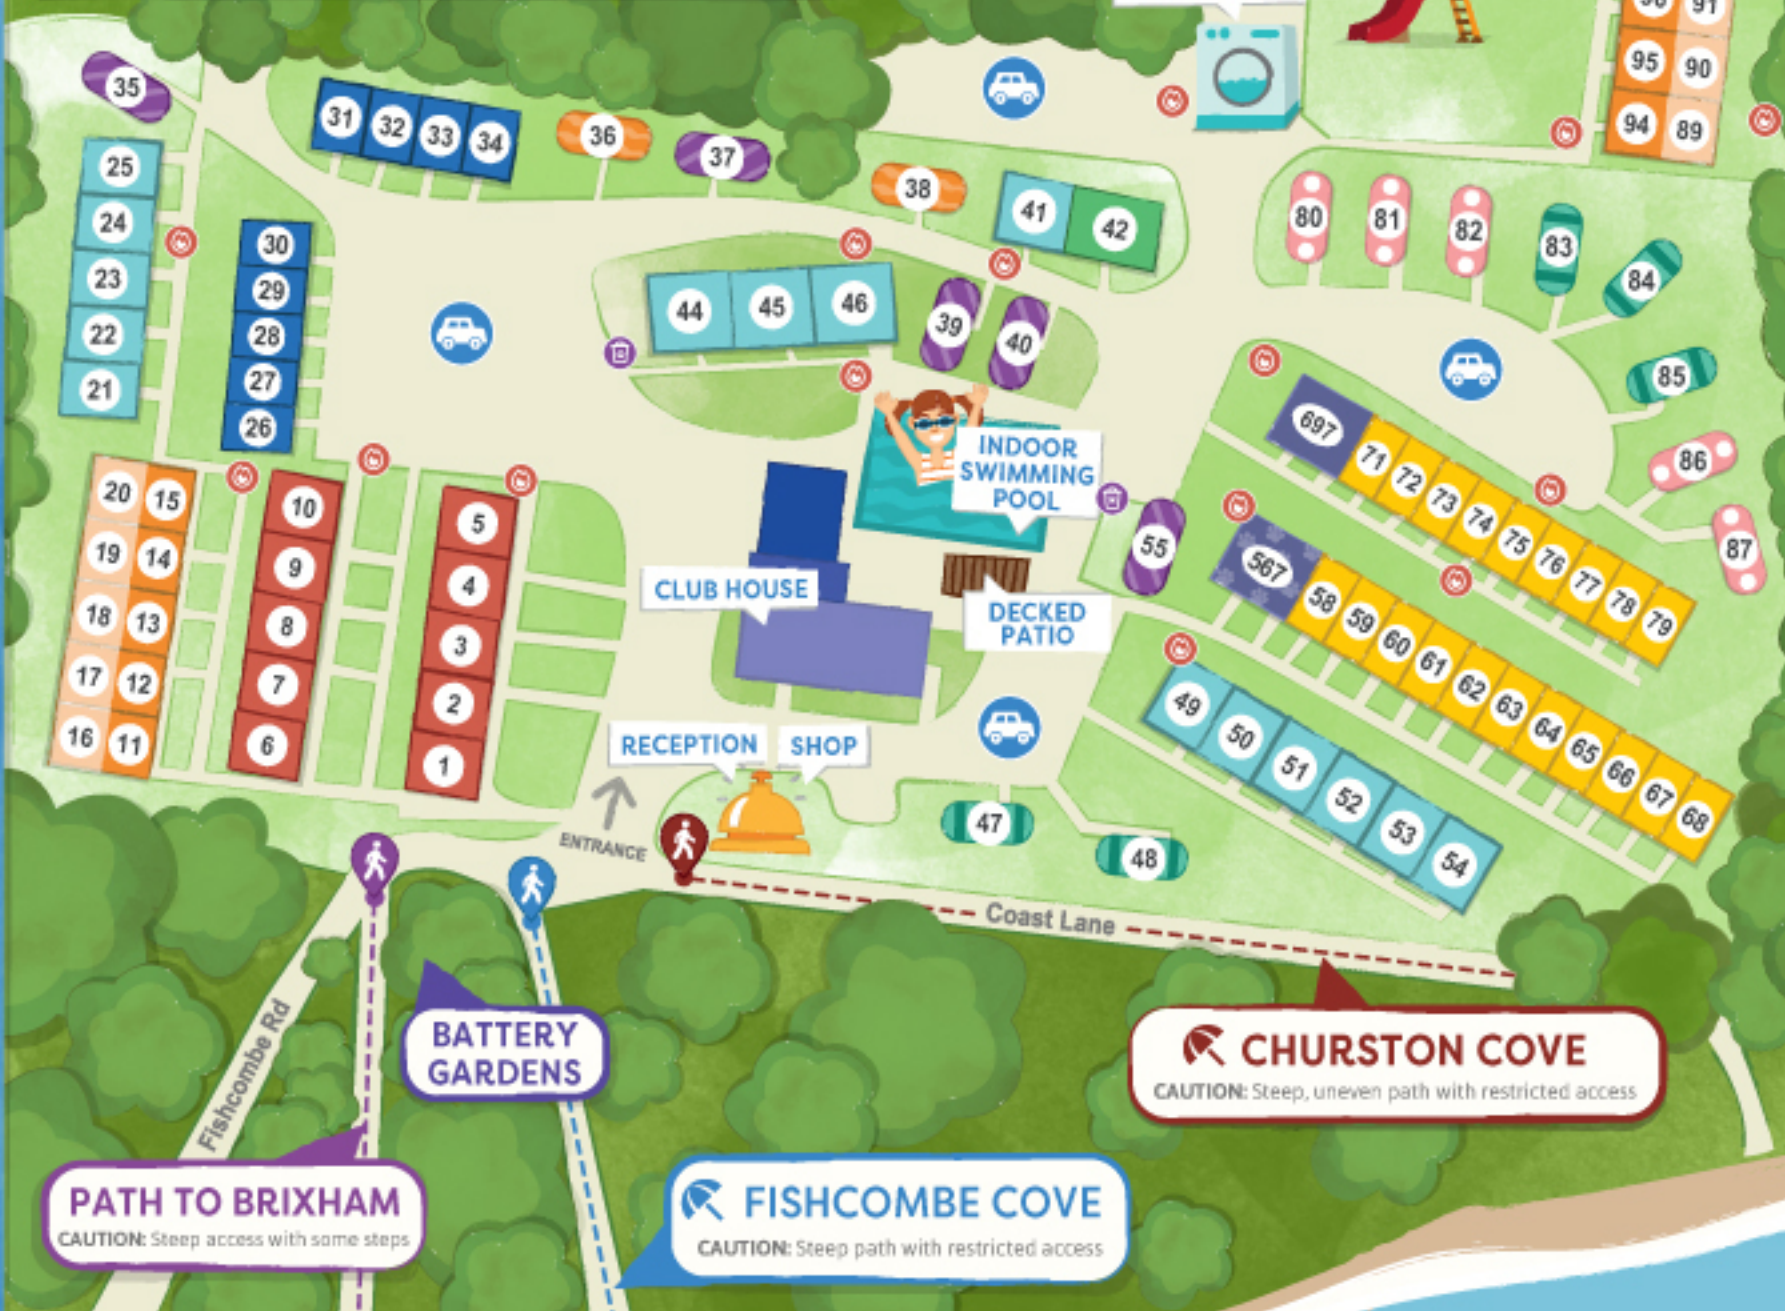 91
95 90
94 89
35
31 32 33 34
36
37
38
41 42
80 81 82 83 84
85
86
87
25
24
23
22
21
30
29
28
27
26
44 45 46
39 40
INDOOR
SWIMMING
POOL
55
697 71 72 73 74 75 76 77 78 79
567 58 59 60 61 62 63 64 65 66 67 68
49 50 51 52 53 54
20 15
19 14
18 13
17 12
16 11
10
9
8
7
6
5
4
3
2
1
CLUB HOUSE
DECKED
PATIO
RECEPTION
SHOP
ENTRANCE
47
48
Coast Lane
Fishcombe Rd
BATTERY
GARDENS
CHURSTON COVE
CAUTION: Steep, uneven path with restricted access
PATH TO BRIXHAM
CAUTION: Steep access with some steps
FISHCOMBE COVE
CAUTION: Steep path with restricted access